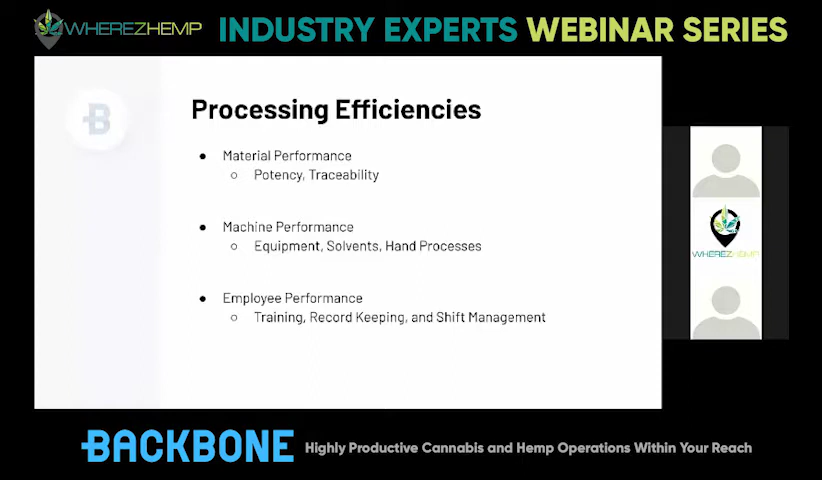 WHEREZHEMP INDUSTRY EXPERTS WEBINAR SERIES
Processing Efficiencies
● Material Performance
○ Potency, Traceability
● Machine Performance
○ Equipment, Solvents, Hand Processes
● Employee Performance
○ Training, Record Keeping, and Shift Management
WHEREZHEMP
BACKBONE Highly Productive Cannabis and Hemp Operations Within Your Reach